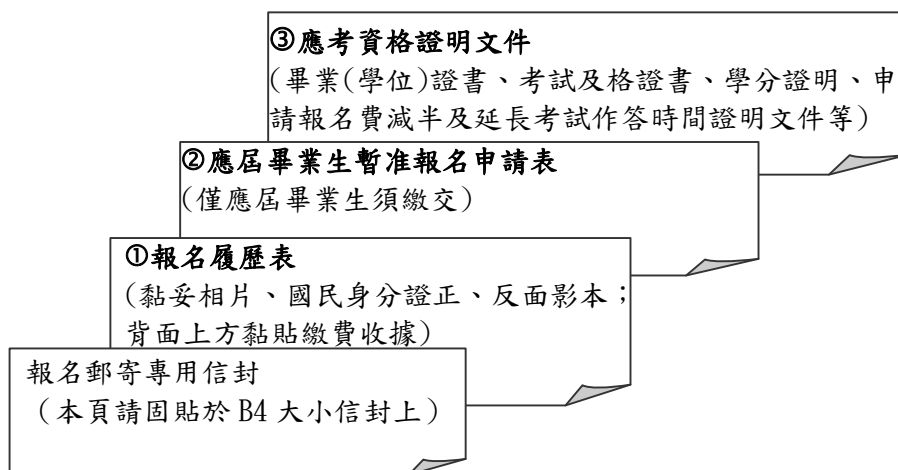 ③應考資格證明文件
(畢業(學位)證書、考試及格證書、學分證明、申
請報名費減半及延長考試作答時間證明文件等)
②應屆畢業生暫准報名申請表
(僅應屆畢業生須繳交)
①報名履歷表
(黏妥相片、國民身分證正、反面影本；
背面上方黏貼繳費收據)
報名郵寄專用信封
(本頁請固貼於 B4 大小信封上)